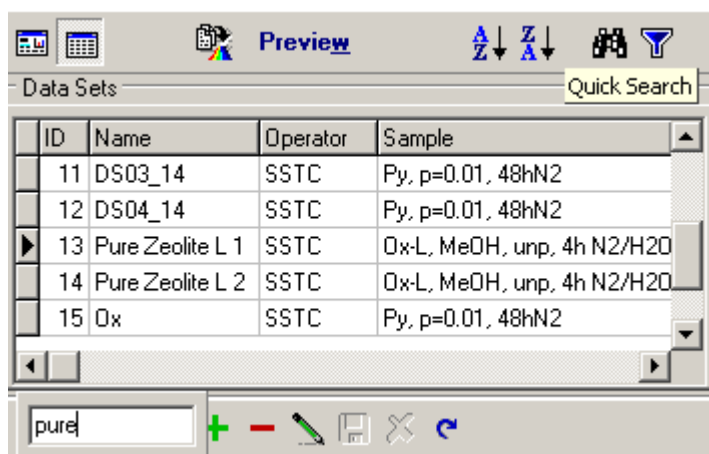 Preview A Z Z A
Data Sets Quick Search
ID Name Operator Sample
11 DS03_14 SSTC Py, p=0.01, 48hN2
12 DS04_14 SSTC Py, p=0.01, 48hN2
13 Pure Zeolite L 1 SSTC Ox-L, MeOH, unp, 4h N2/H2O
14 Pure Zeolite L 2 SSTC Ox-L, MeOH, unp, 4h N2/H2O
15 Ox SSTC Py, p=0.01, 48hN2
pure